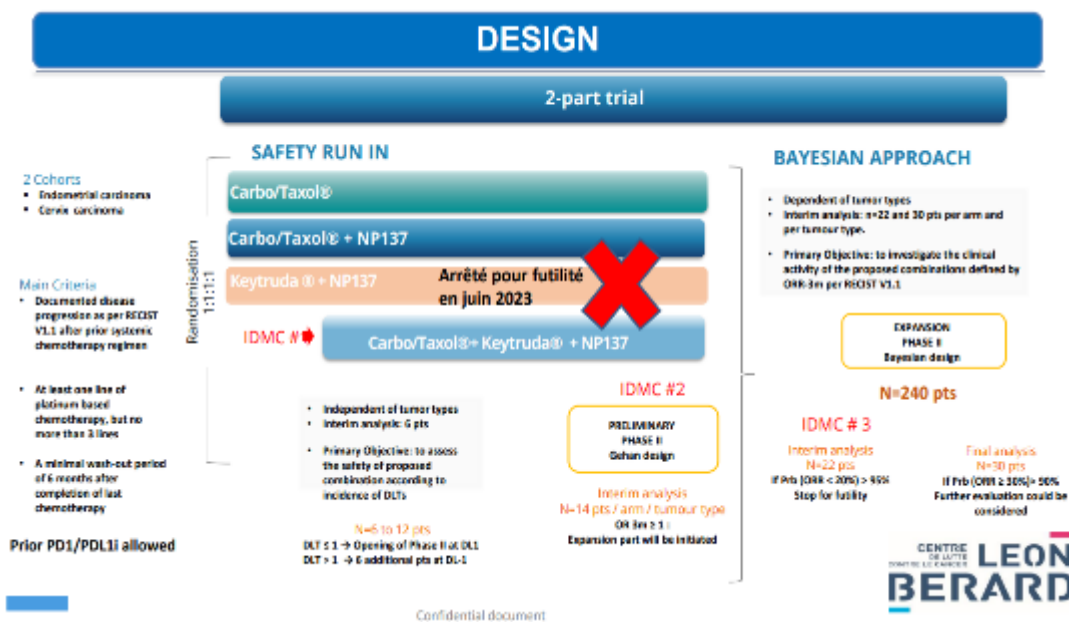 DESIGN
2-part trial
SAFETY RUN IN
BAYESIAN APPROACH
2 Cohorts
Endometrial carcinoma
Cervix carcinoma
Main Criteria
Documented disease
progression as per RECIST
V1.1 after prior systemic
chemotherapy regimen
At least one line of
platinum based
chemotherapy, but no
more than 3 lines
A minimal wash-out period
of 6 months after
completion of last
chemotherapy
Prior PD1/PDL1i allowed
Randomisation
1:1:1:1
Carbo/Taxol®
Carbo/Taxol® + NP137
Keytruda ® + NP137
Arrêté pour futilité
en juin 2023
IDMC #
Carbo/Taxol®+ Keytruda® + NP137
Independent of tumor types
Interim analysis: 6 pts
Primary Objective: to assess
the safety of proposed
combination according to
incidence of DLTs
N=6 to 12 pts
DLT ≤ 1 → Opening of Phase II at DL1
DLT > 1 → 6 additional pts at DL-1
IDMC #2
PRELIMINARY
PHASE II
Gehan design
Interim analysis
N=14 pts / arm / tumour type
OR 3m ≥ 1 :
Expansion part will be initiated
Dependent of tumor types
Interim analysis: n=22 and 30 pts per arm and
per tumour type.
Primary Objective: to investigate the clinical
activity of the proposed combinations defined by
ORR-3m per RECIST V1.1
EXPANSION
PHASE II
Bayesian design
N=240 pts
IDMC # 3
Interim analysis
N=22 pts
If Prb (ORR < 20%) > 95%
Stop for futility
Final analysis
N=30 pts
If Prb (ORR ≥ 30%)> 90%
Further evaluation could be
considered
CENTRE
DE LUTTE
CONTRE LE CANCER
LEON
BERARD
Confidential document